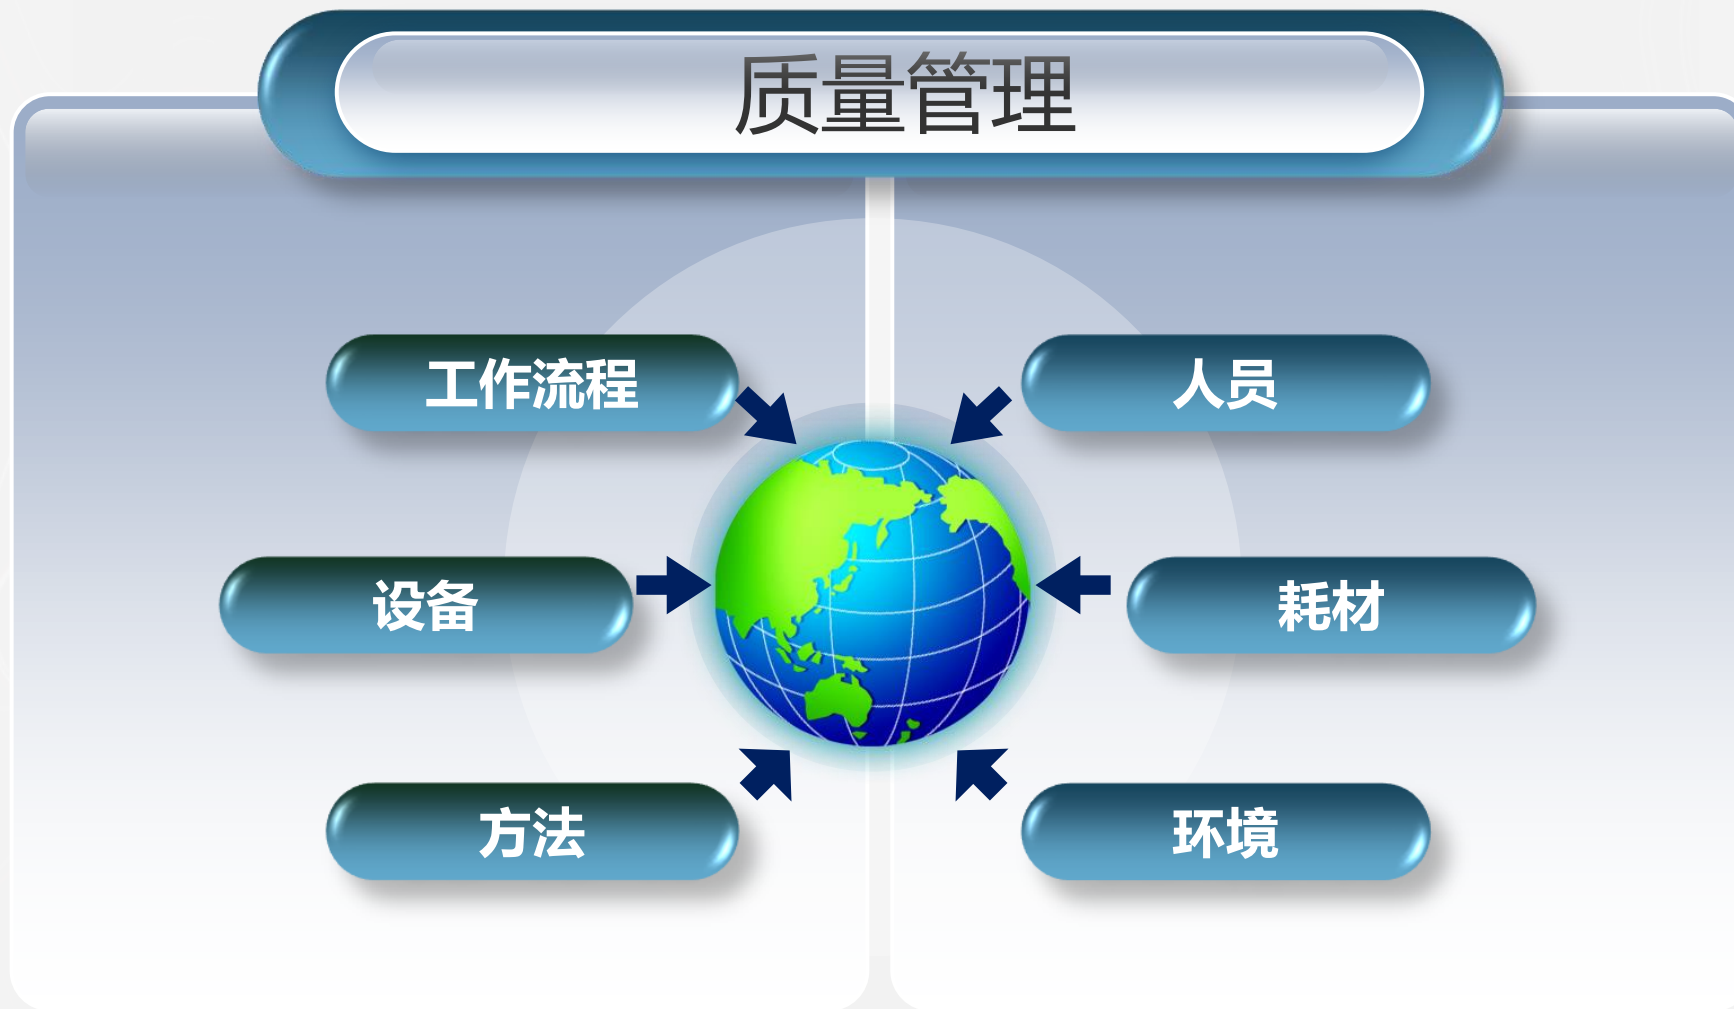 质量管理
工作流程
人员
设备
耗材
方法
环境